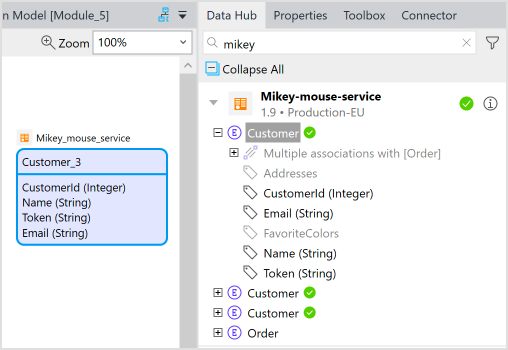 n Model [Module_5]
Zoom 100%
Mikey_mouse_service
Customer_3
CustomerId (Integer)
Name (String)
Token (String)
Email (String)
Data Hub Properties Toolbox Connector
mikey
Collapse All
Mikey-mouse-service
1.9 • Production-EU
E Customer
Multiple associations with [Order]
Addresses
CustomerId (Integer)
Email (String)
FavoriteColors
Name (String)
Token (String)
E Customer
E Customer
E Order